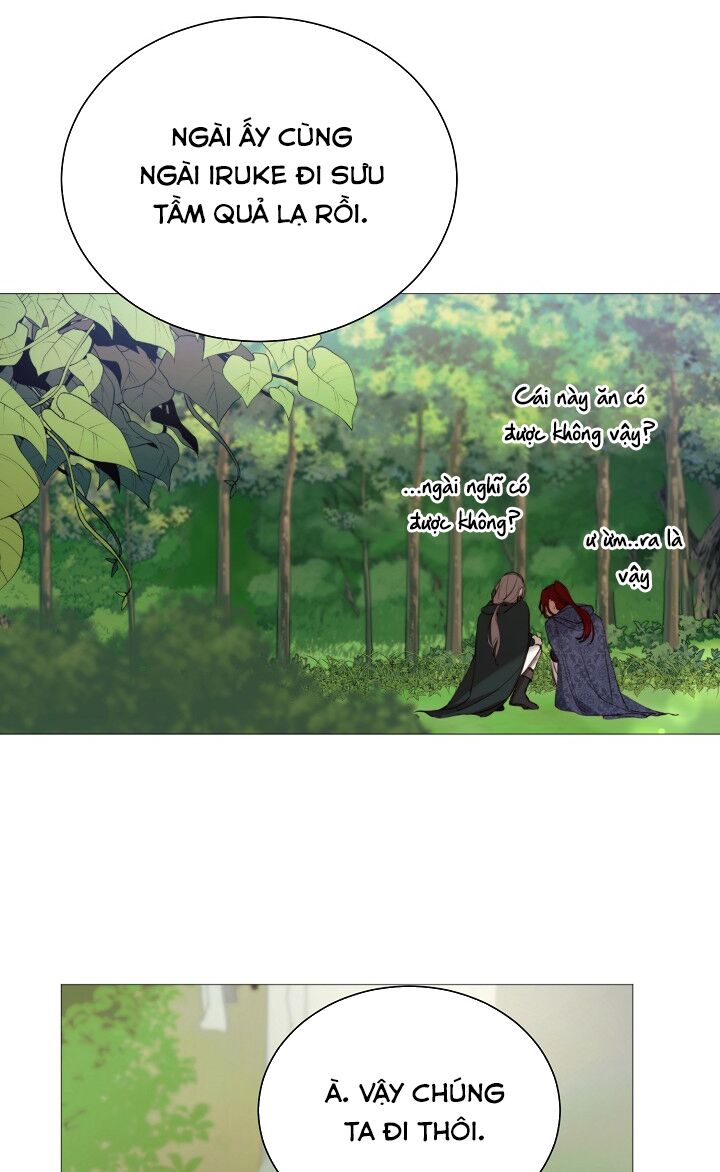 NGÀI ẤY CÙNG
NGÀI IRUKE ĐI SƯU
TẦM QUẢ LẠ RỒI.
Cái này ăn có
được không vậy?
...ngài nghĩ có
được không?
ư ừm..ra là
vậy
À. VẬY CHÚNG
TA ĐI THÔI.